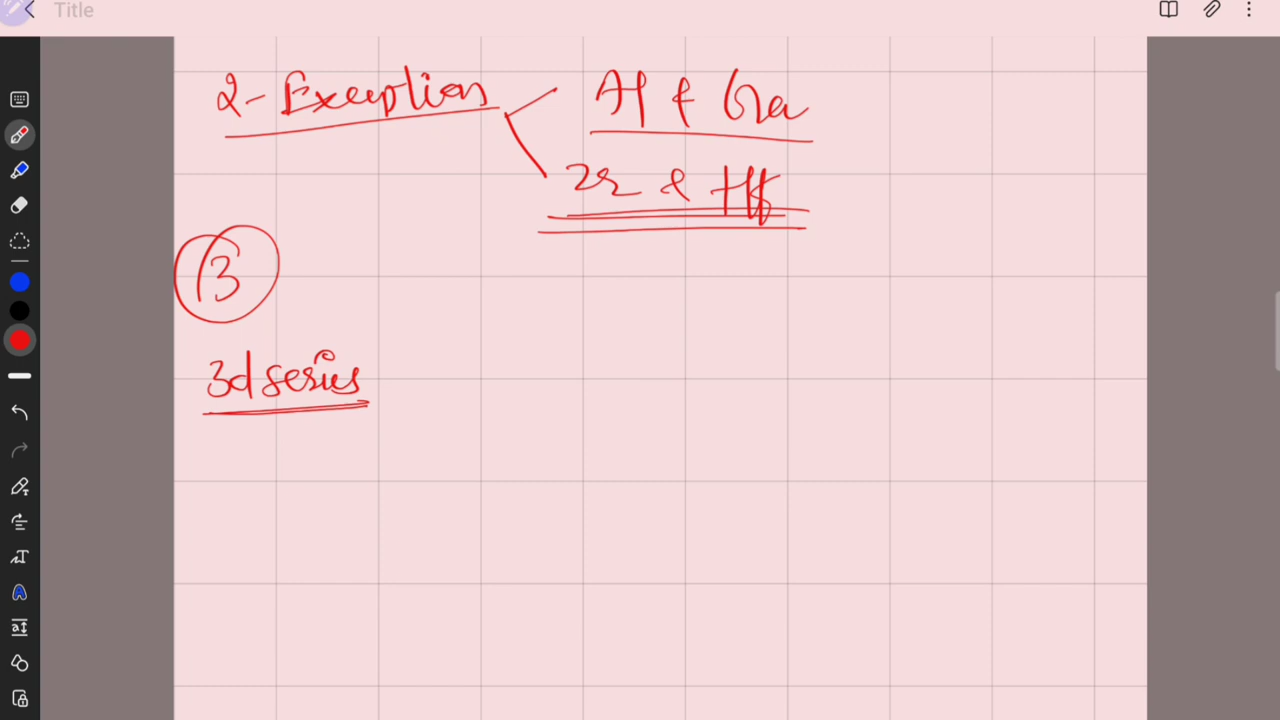 Title
2- Exception
Al & Ga
Zr & Hf
3
3d series